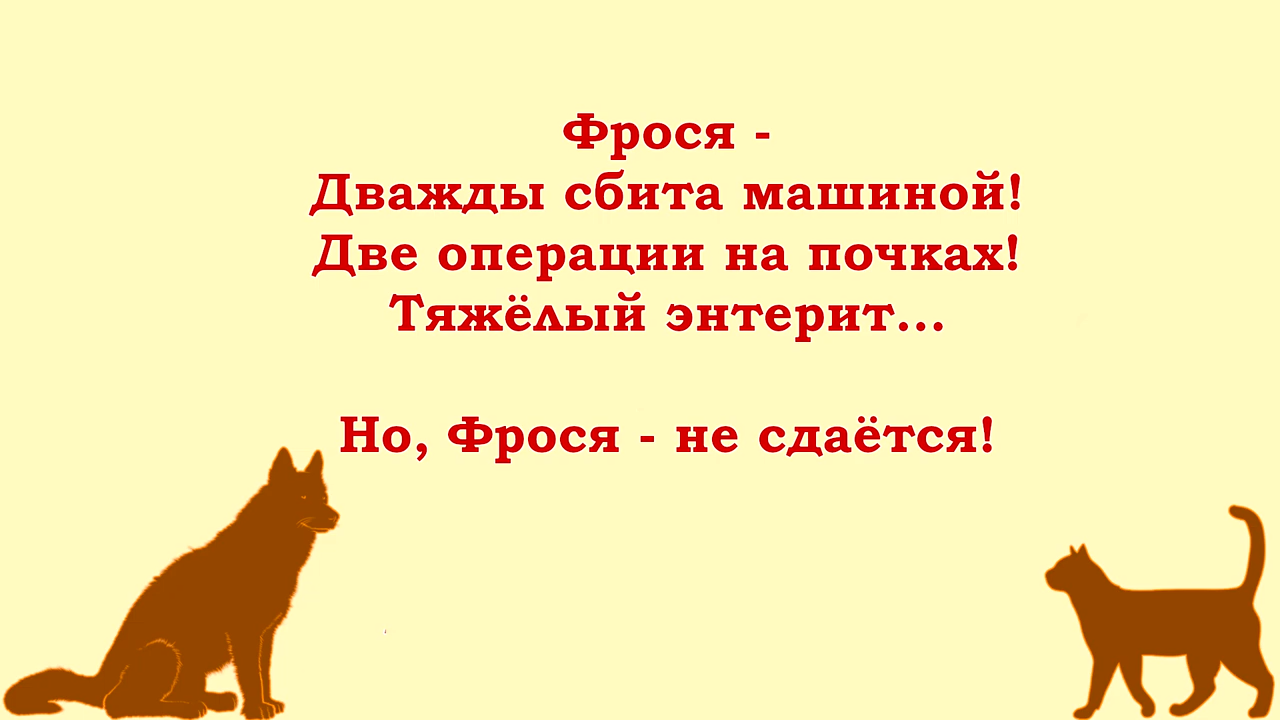 Фрося -
Дважды сбита машиной!
Две операции на почках!
Тяжёлый энтерит...
Но, Фрося - не сдаётся!